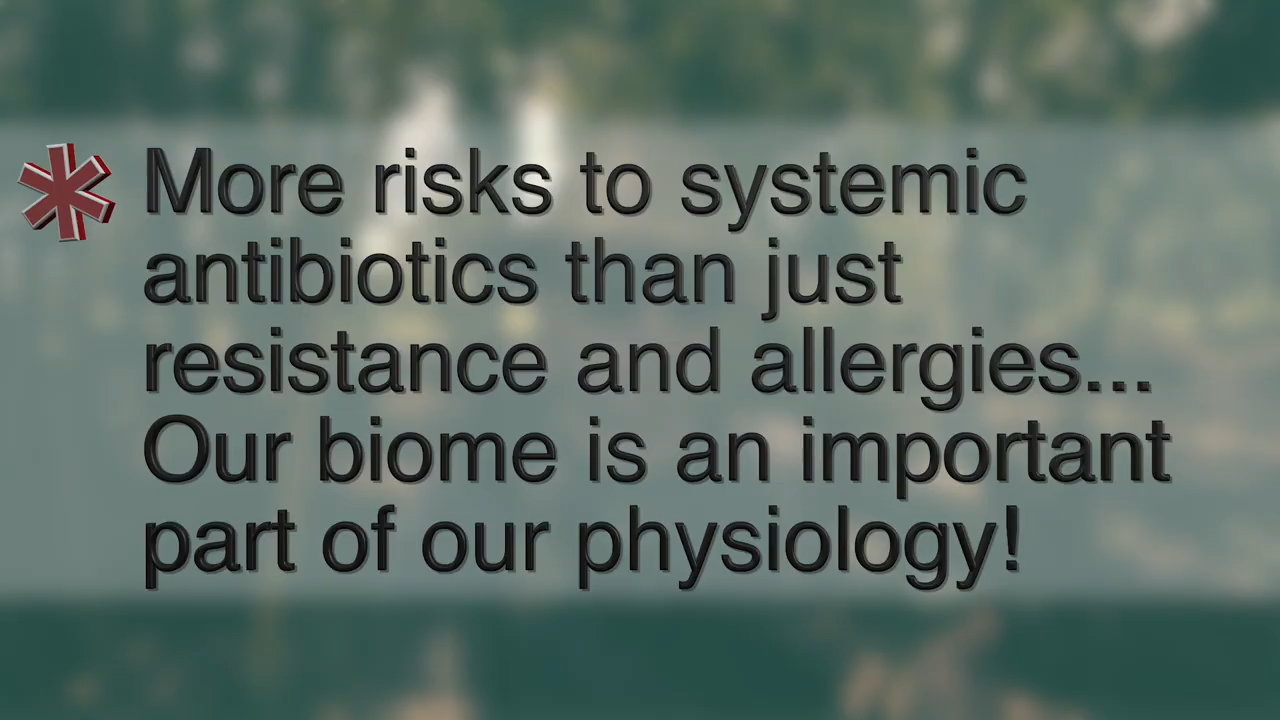 * More risks to systemic
antibiotics than just
resistance and allergies...
Our biome is an important
part of our physiology!